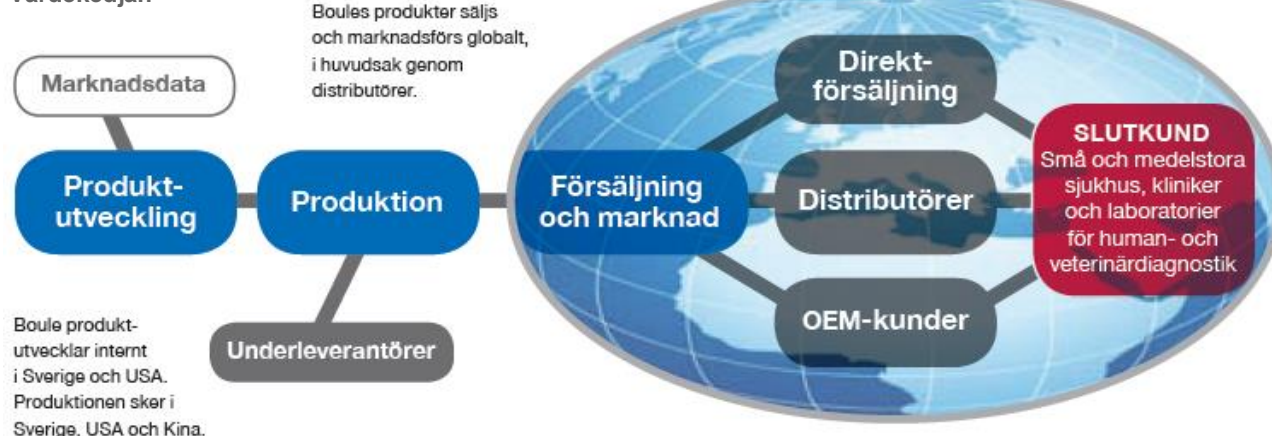 Boules produkter säljs
och marknadsförs globalt,
i huvudsak genom
distributörer.
Marknadsdata
Produkt-
utveckling
Produktion
Försäljning
och marknad
Direkt-
försäljning
Distributörer
OEM-kunder
SLUTKUND
Små och medelstora
sjukhus, kliniker
och laboratorier
för human- och
veterinärdiagnostik
Underleverantörer
Boule produkt-
utvecklar internt
i Sverige och USA.
Produktionen sker i
Sverige, USA och Kina.